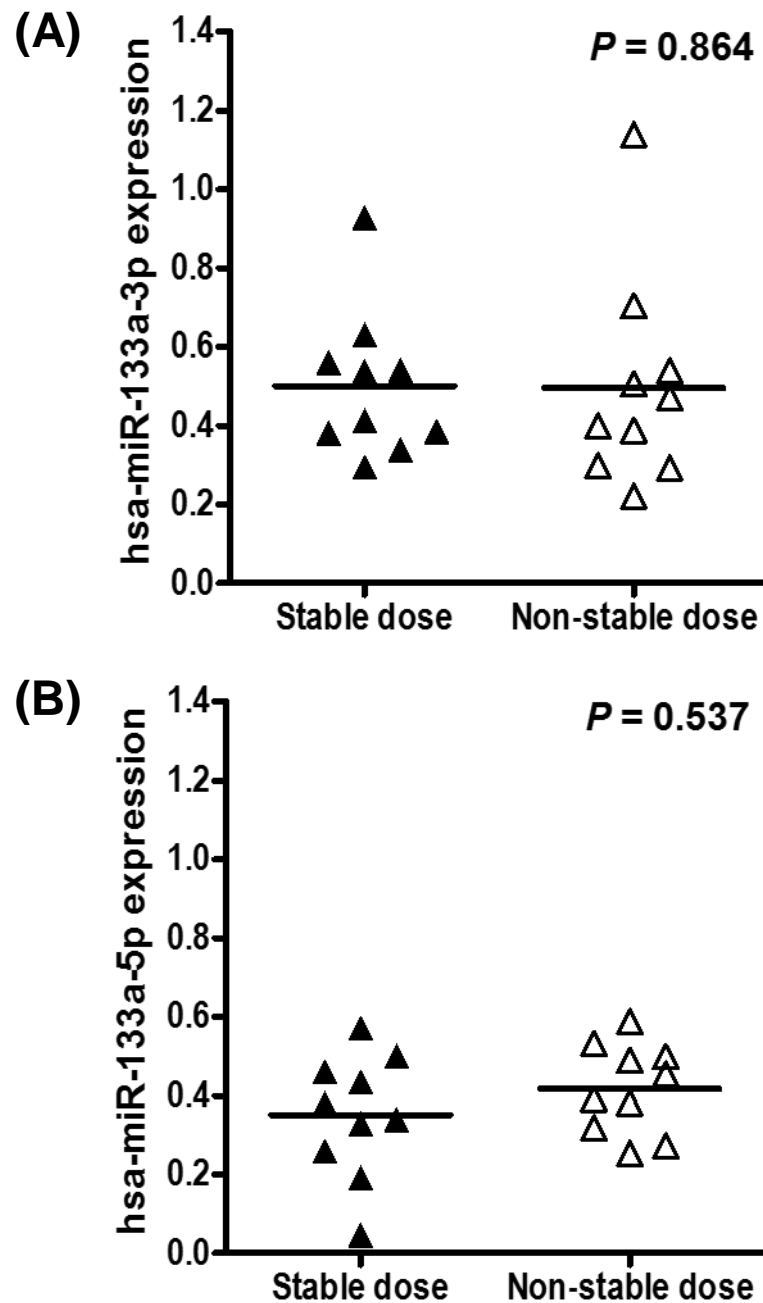 (A)
P = 0.864
hsa-miR-133a-3p expression
1.4
1.2
1.0
0.8
0.6
0.4
0.2
0.0
Stable dose
Non-stable dose
(B)
P = 0.537
hsa-miR-133a-5p expression
1.4
1.2
1.0
0.8
0.6
0.4
0.2
0.0
Stable dose
Non-stable dose